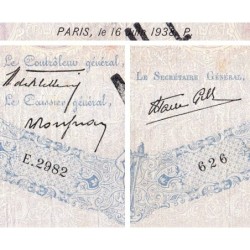 PARIS, le 16 1938 P
Le Contrôleur général,
Le Caissier général,
E.2982
Le Secrétaire Général,
626